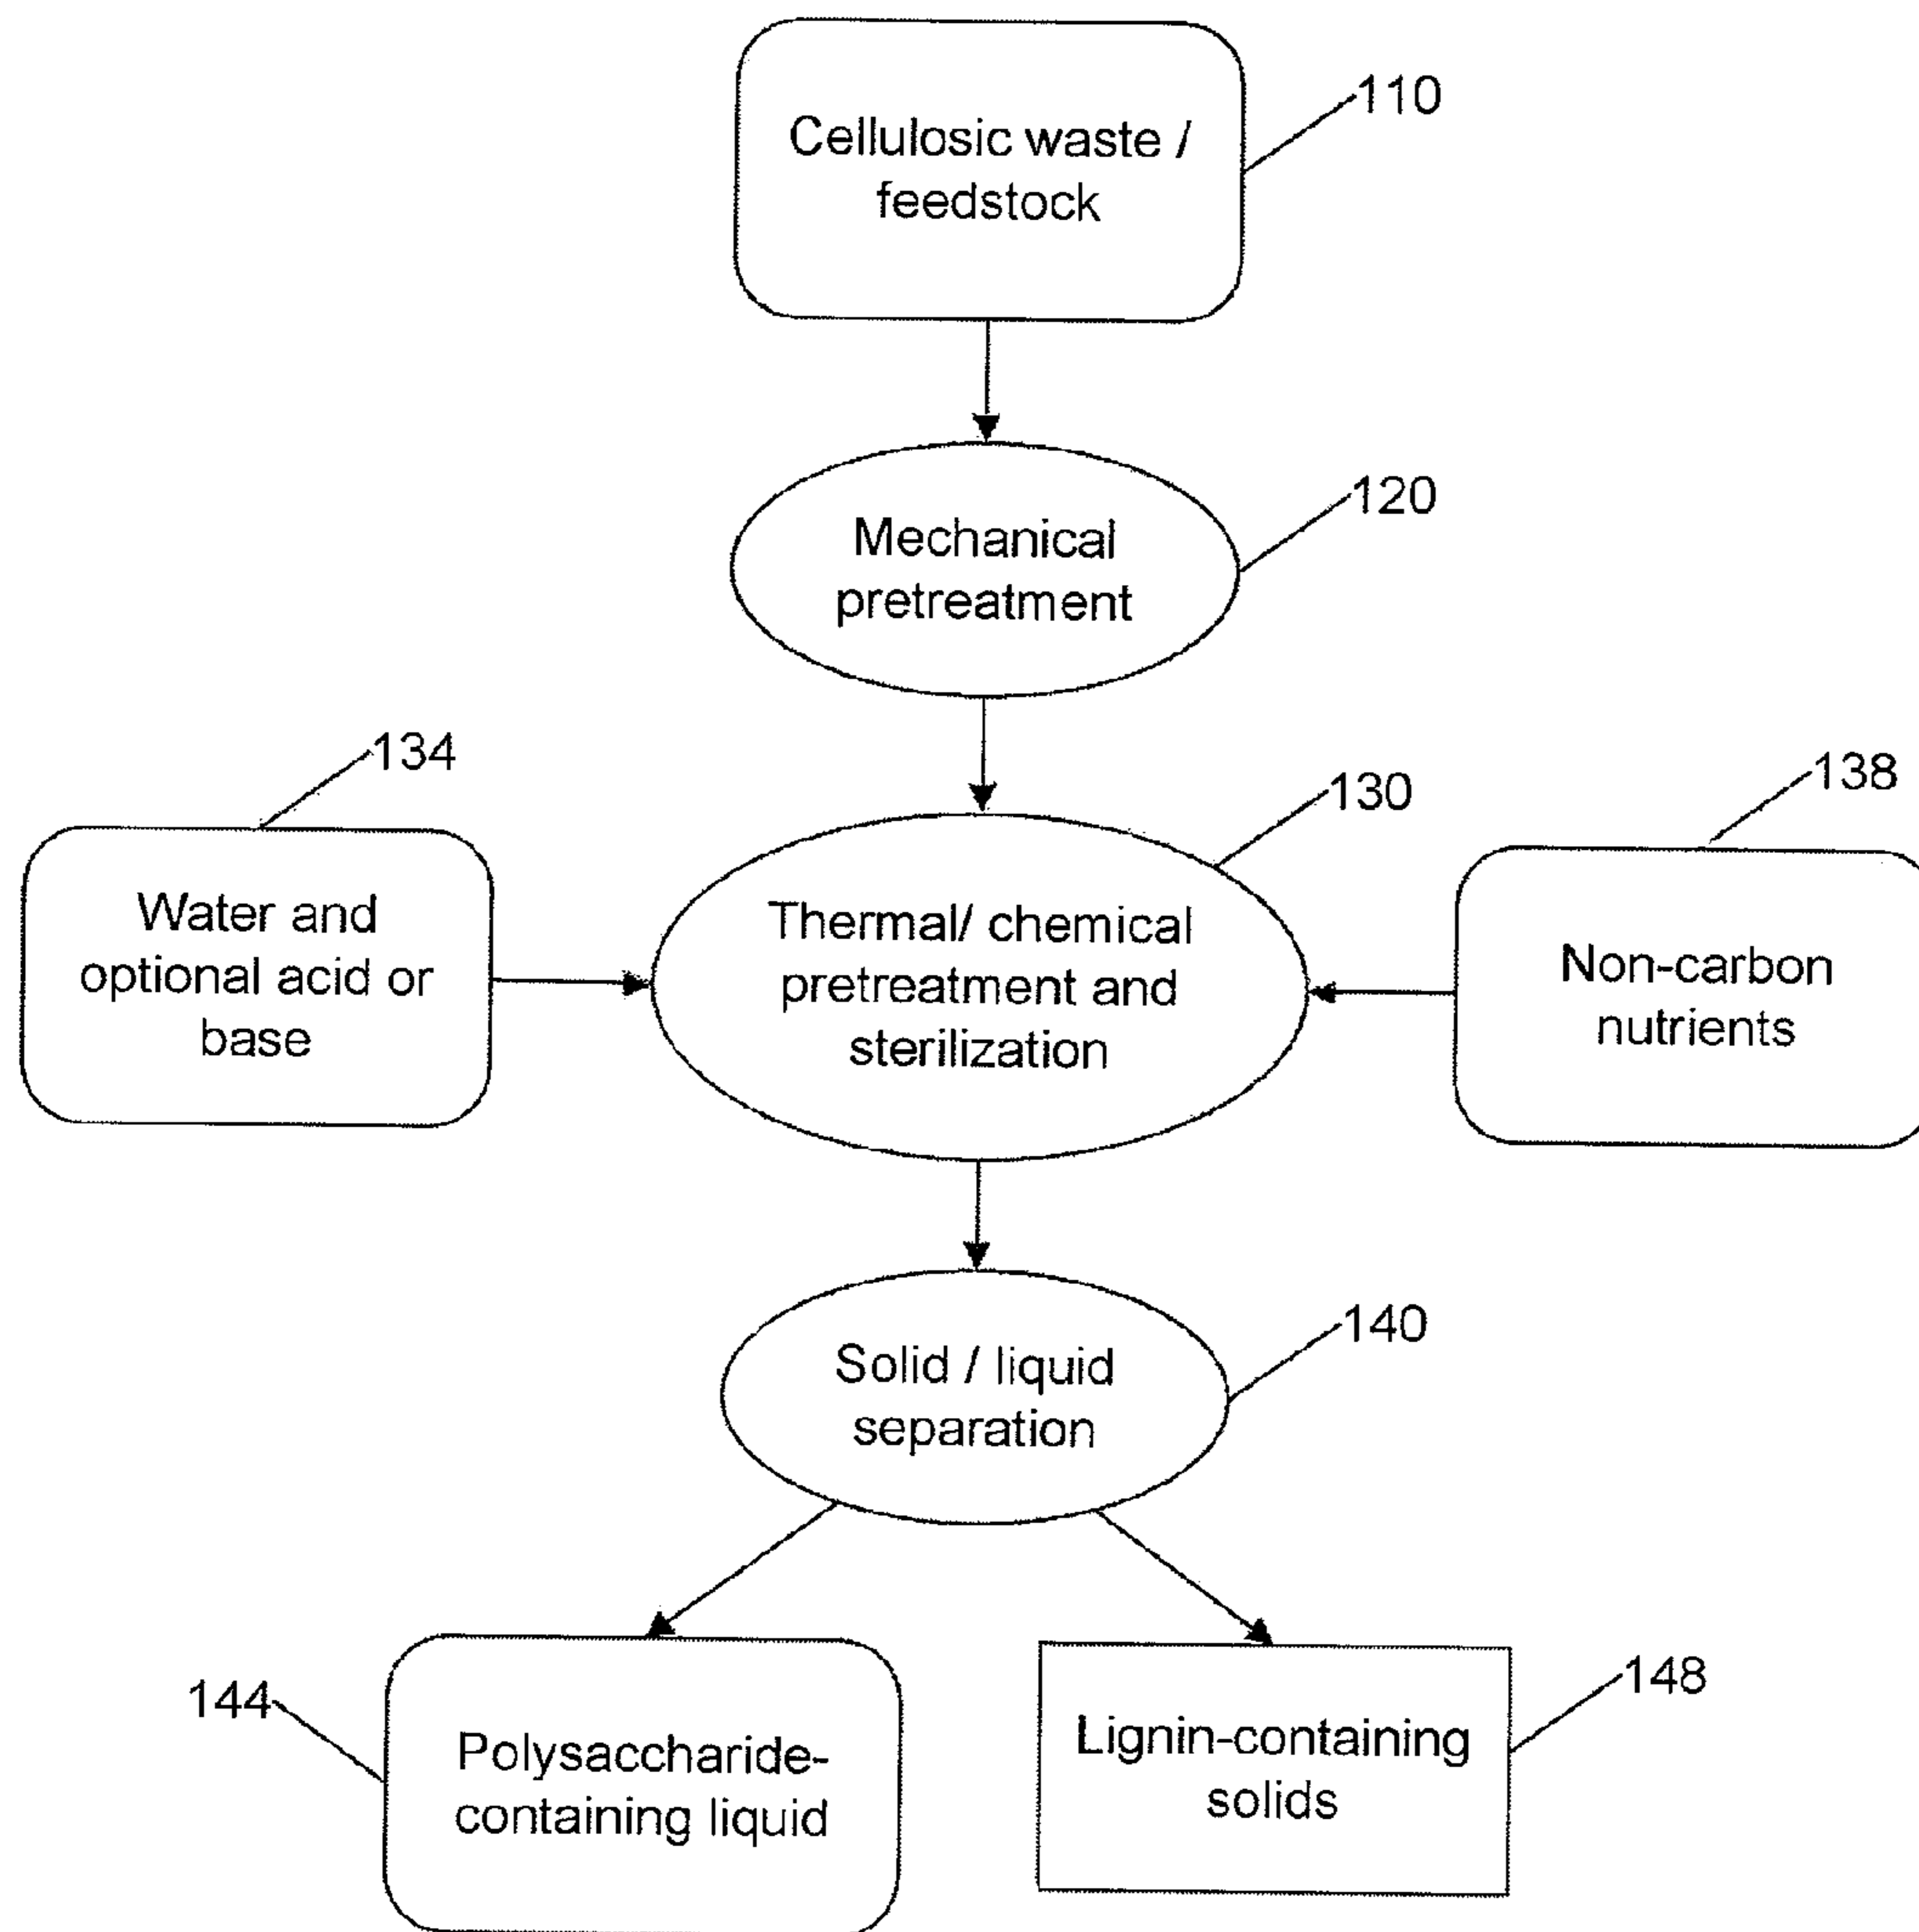 Cellulosic waste /
feedstock
110
Mechanical
pretreatment
120
134
Water and
optional acid or
base
130
Thermal/ chemical
pretreatment and
sterilization
138
Non-carbon
nutrients
140
Solid / liquid
separation
144
Polysaccharide-
containing liquid
148
Lignin-containing
solids